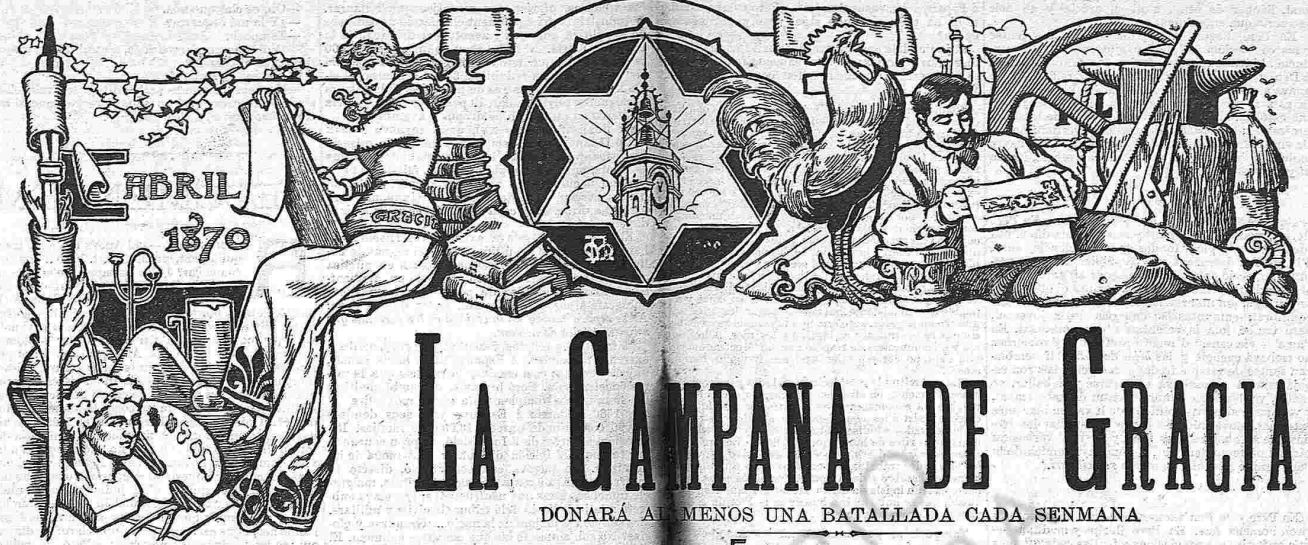 ABRIL
1870
GRACIA
LA CAMPANA DE GRACIA
DONARÁ AL MENOS UNA BATALLADA CADA SENMANA